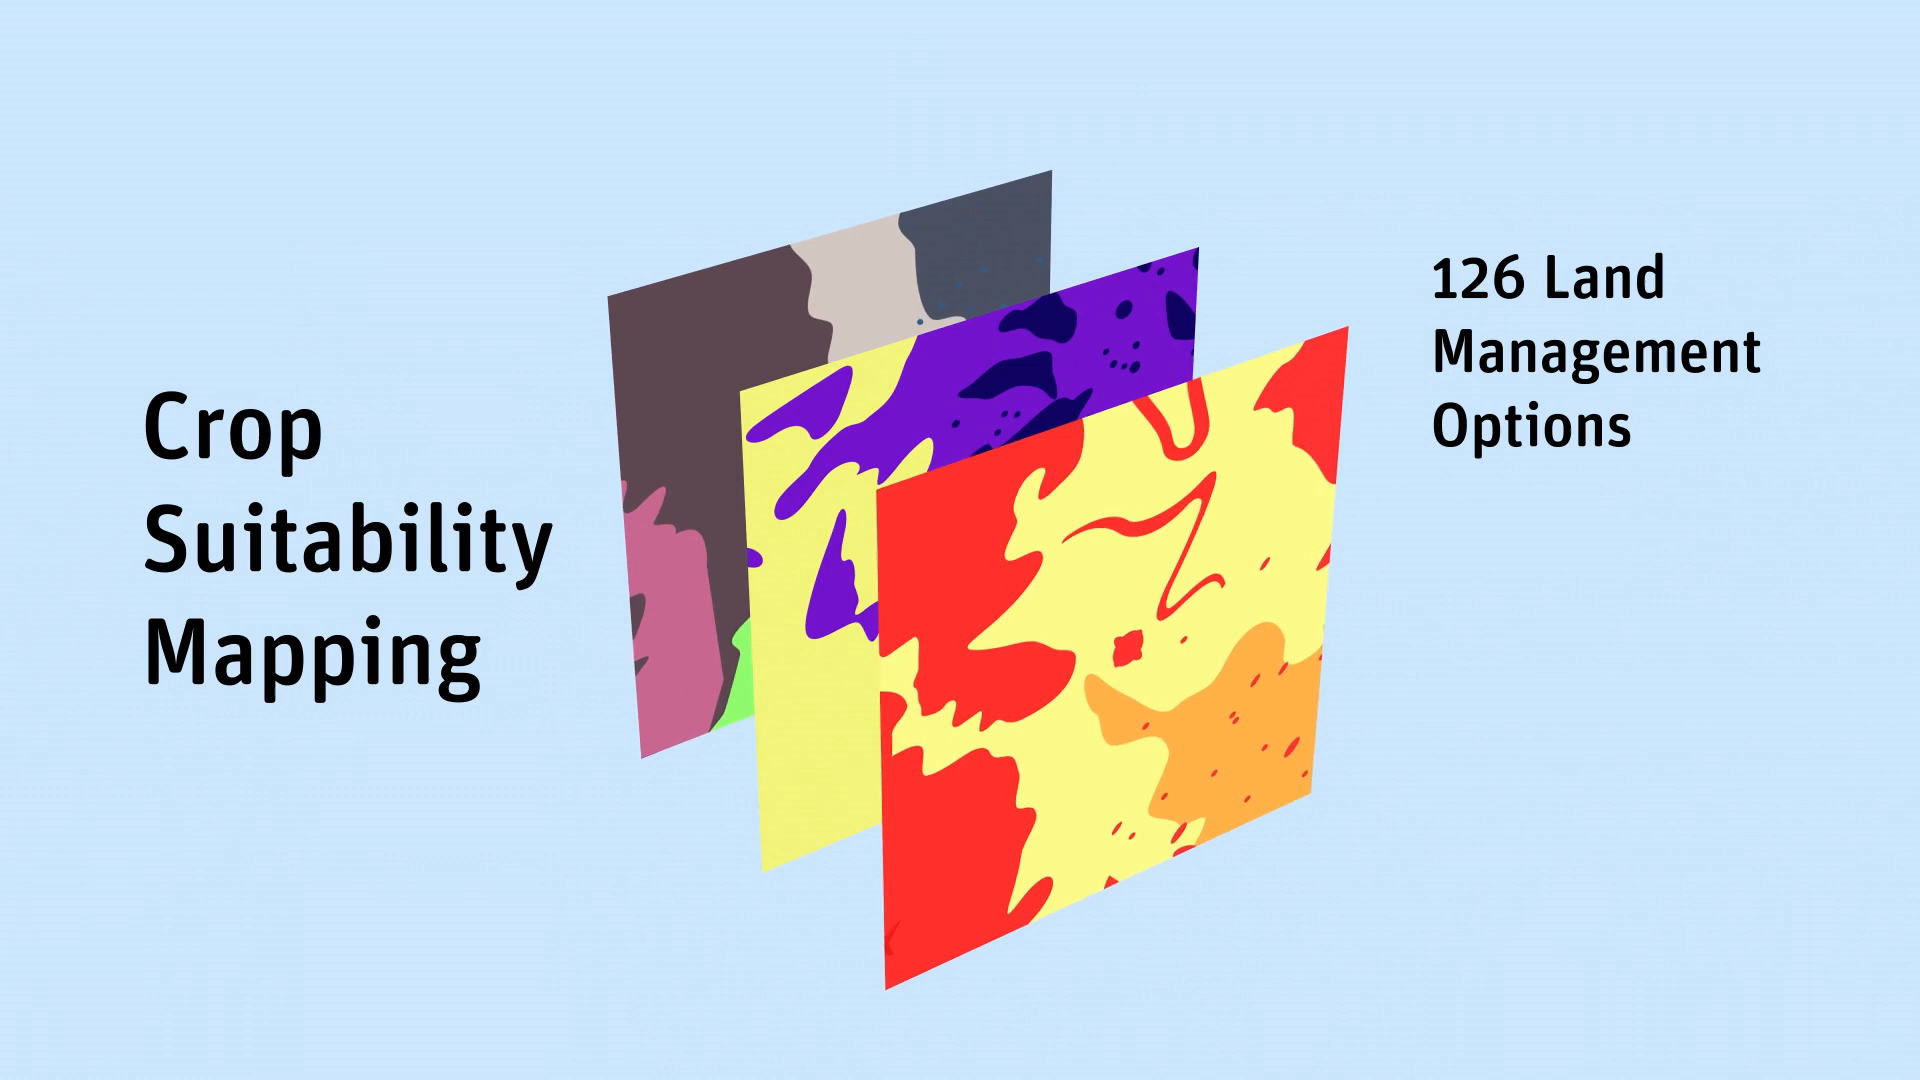 Crop
Suitability
Mapping
126 Land
Management
Options